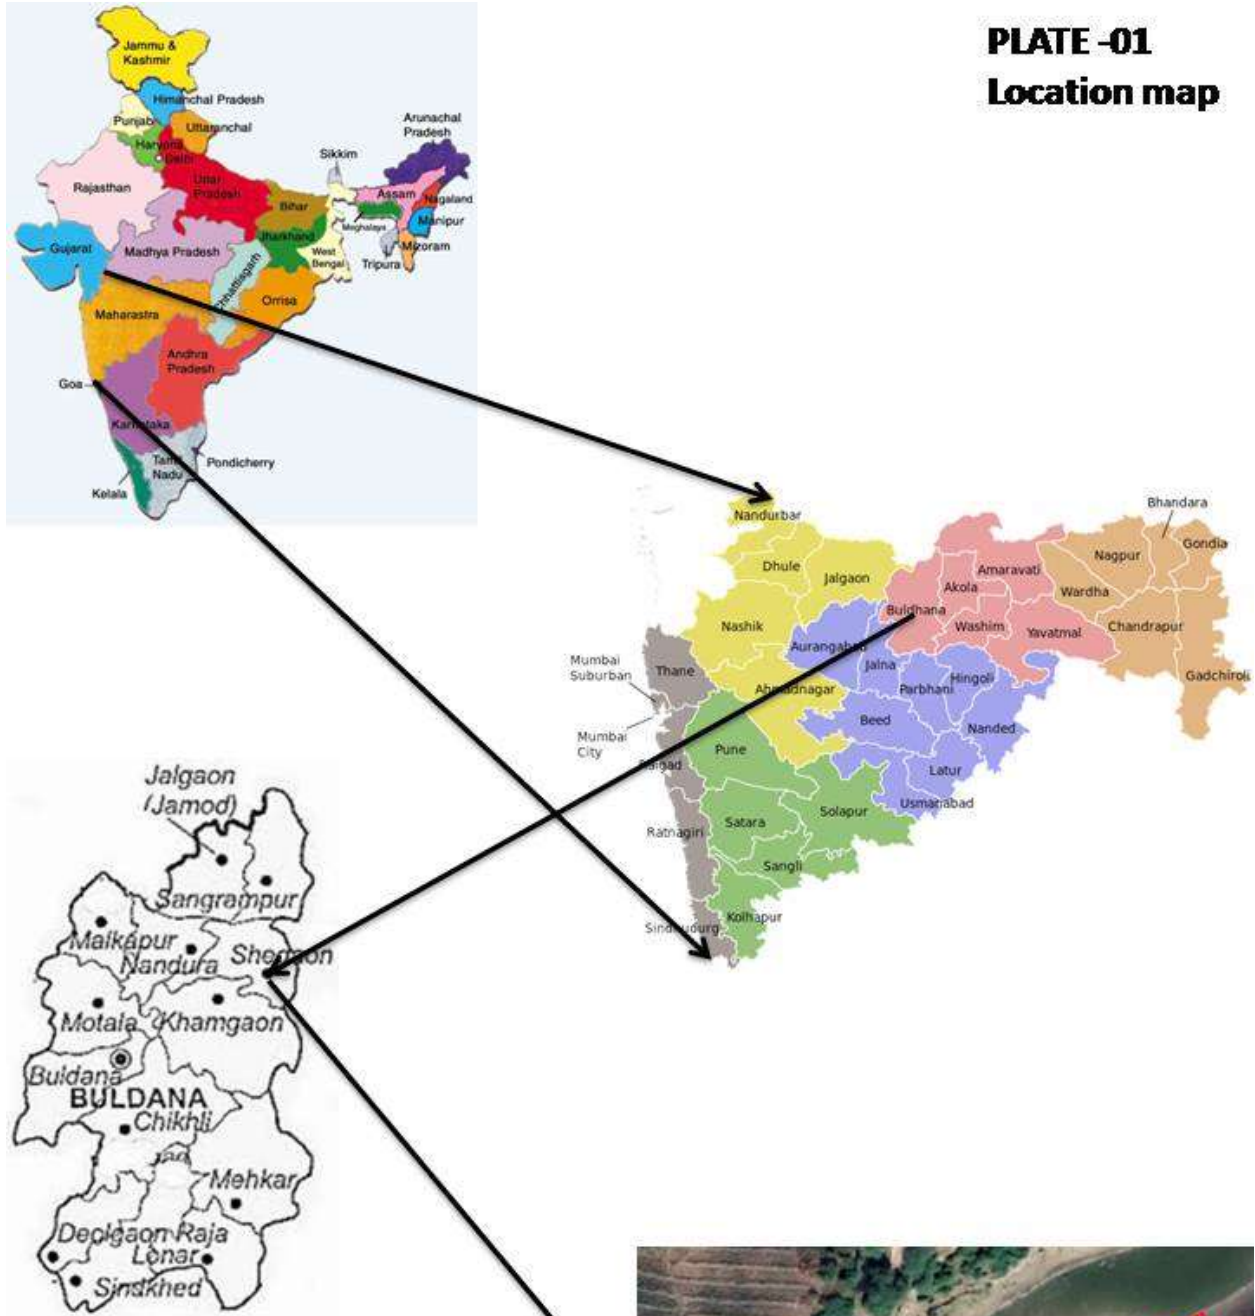 PLATE -01
Location map
Jammu &
Kashmir
Himanchal Pradesh
Punjab
Uttaranchal
Haryana
Delhi
Arunachal
Pradesh
Sikkim
Rajasthan
Uttar
Pradesh
Bihar
Assam
Nagaland
Meghalaya
Manipur
Gujarat
Madhya Pradesh
Jharkhand
West
Bengal
Mizoram
Tripura
Chhattisgarh
Maharastra
Orrisa
Andhra
Pradesh
Goa
Karnataka
Tamil
Nadu
Pondicherry
Kelala
Bhandara
Nandurbar
Nagpur
Gondia
Dhule
Jalgaon
Amaravati
Akola
Wardha
Buldhana
Nashik
Washim
Yavatmal
Chandrapur
Aurangabad
Mumbai
Suburban
Thane
Jalna
Hingoli
Parbhani
Gadchiroli
Ahmadnagar
Beed
Nanded
Mumbai
City
Pune
Raigad
Latur
Usmanabad
Solapur
Satara
Ratnagiri
Sangli
Kolhapur
Sindhudurg
Jalgaon
(Jamod)
Sangrampur
Malkapur
Nandura
Shegaon
Motala
Khamgaon
Buldana
BULDANA
Chikhli
Mehkar
Deolgaon Raja
Lonar
Sindkhed